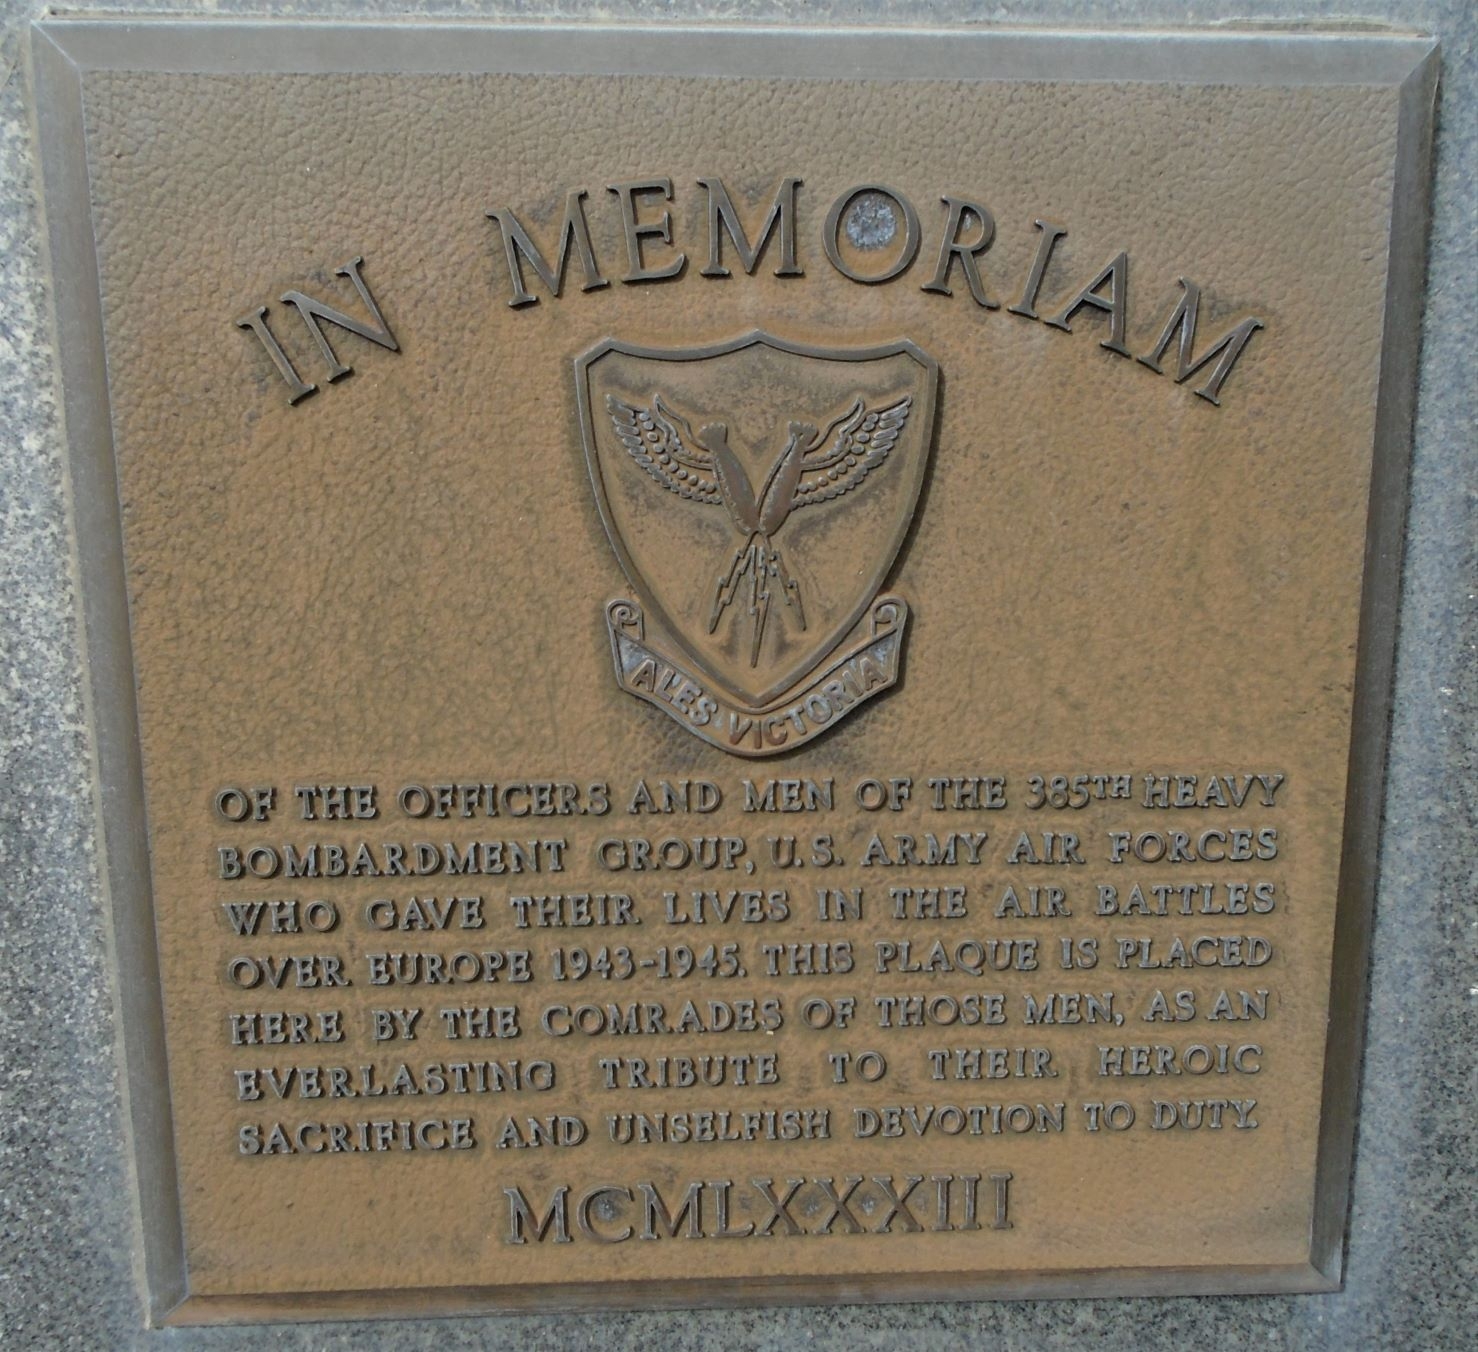 IN MEMORIAM
ALES VICTORIA
OF THE OFFICERS AND MEN OF THE 385TH HEAVY
BOMBARDMENT GROUP, U.S. ARMY AIR FORCES
WHO GAVE THEIR LIVES IN THE AIR BATTLES
OVER EUROPE 1943-1945. THIS PLAQUE IS PLACED
HERE BY THE COMRADES OF THOSE MEN, AS AN
EVERLASTING TRIBUTE TO THEIR HEROIC
SACRIFICE AND UNSELFISH DEVOTION TO DUTY.
MCMLXXXIII